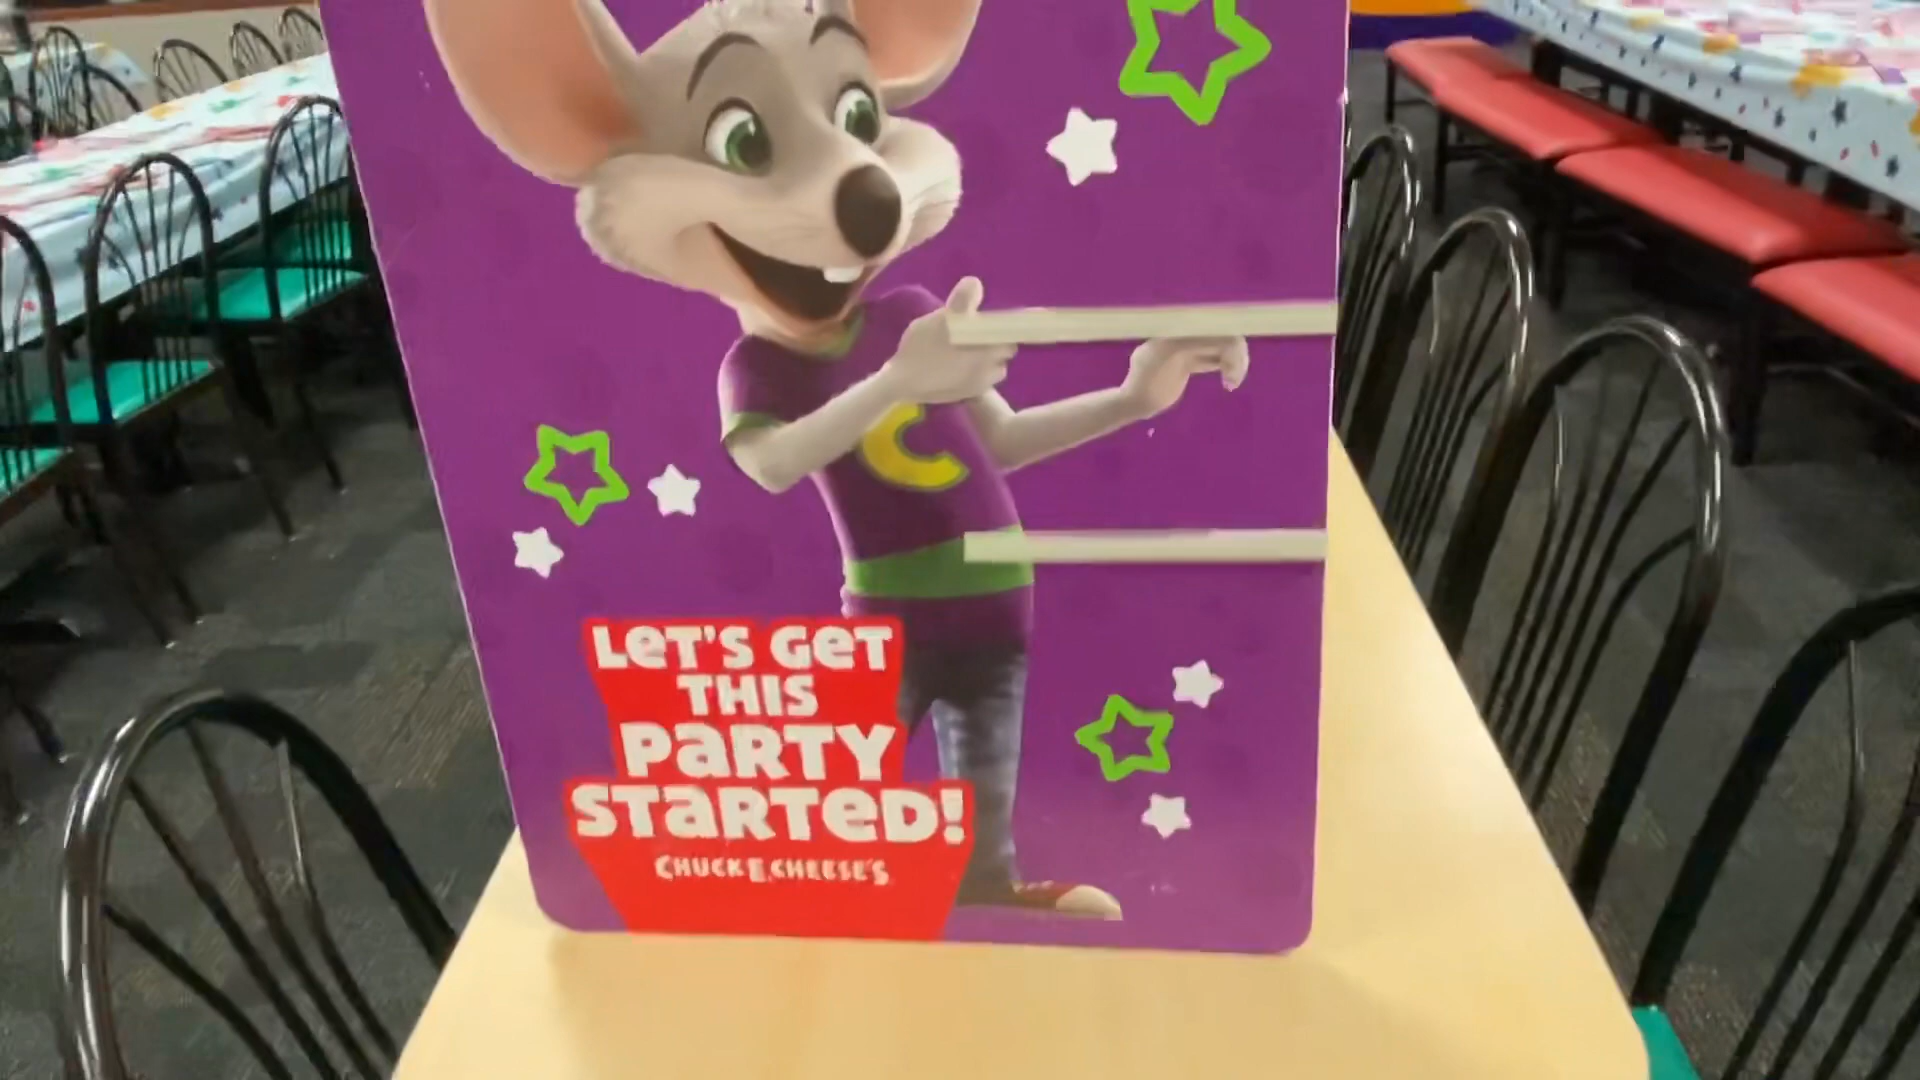 C
LET'S GET
THIS
PARTY
STARTED!
CHUCK E. CHEESE'S